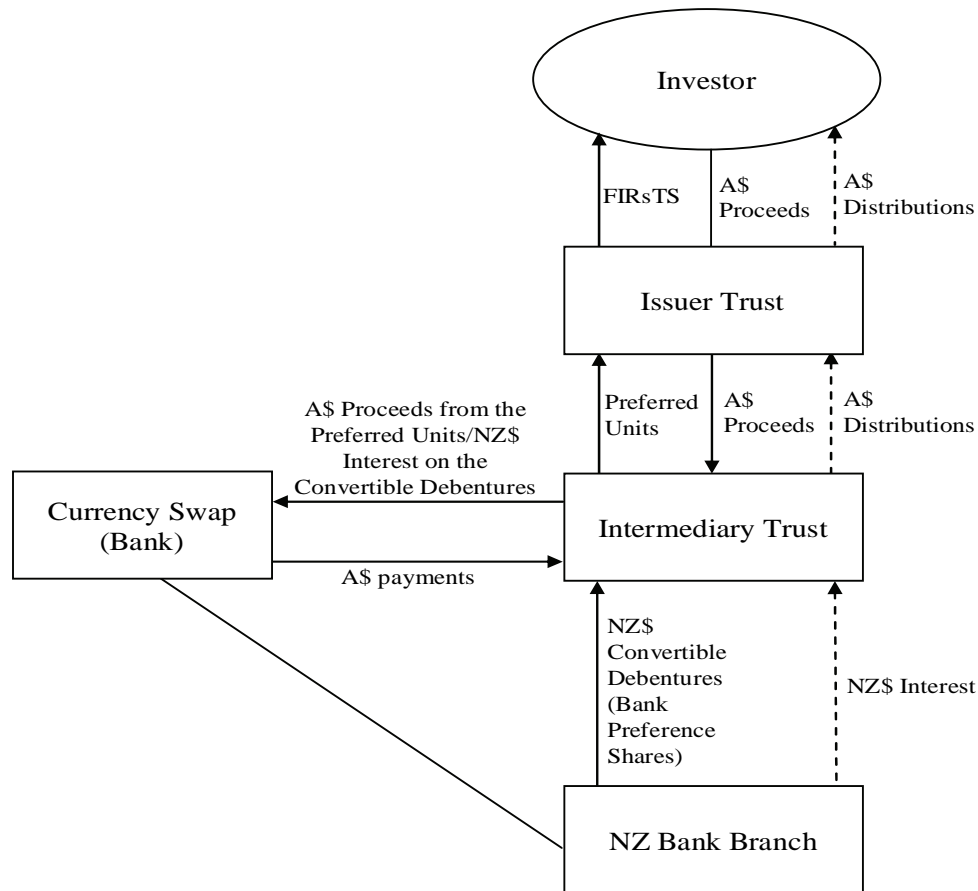 Investor
FIRsTS
A$
Proceeds
A$
Distributions
Issuer Trust
A$ Proceeds from the
Preferred Units/NZ$
Interest on the
Convertible Debentures
Preferred
Units
A$
Proceeds
A$
Distributions
Currency Swap
(Bank)
Intermediary Trust
A$ payments
NZ$
Convertible
Debentures
(Bank
Preference
Shares)
NZ$ Interest
NZ Bank Branch